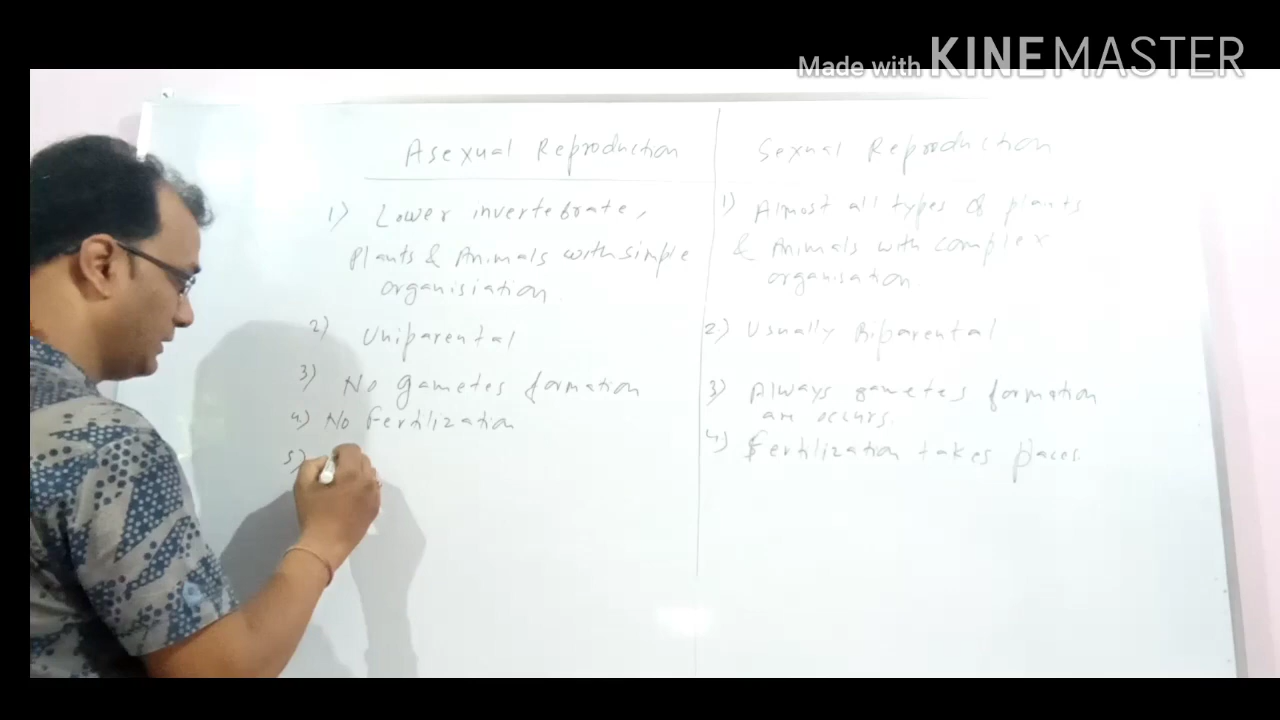 Made with KINEMASTER
Asexual Reproduction
1) Lower invertebrate,
Plants & Animals with simple
organisiation.
2) Uniparental
3) No gametes formation
4) No Fertilization
5)
Sexual Reproduction
1) Almost all types of plants
& Animals with complex
organisation.
2) Usually Biparental
3) Always gametes formation
are occurs.
4) Fertilization takes places.